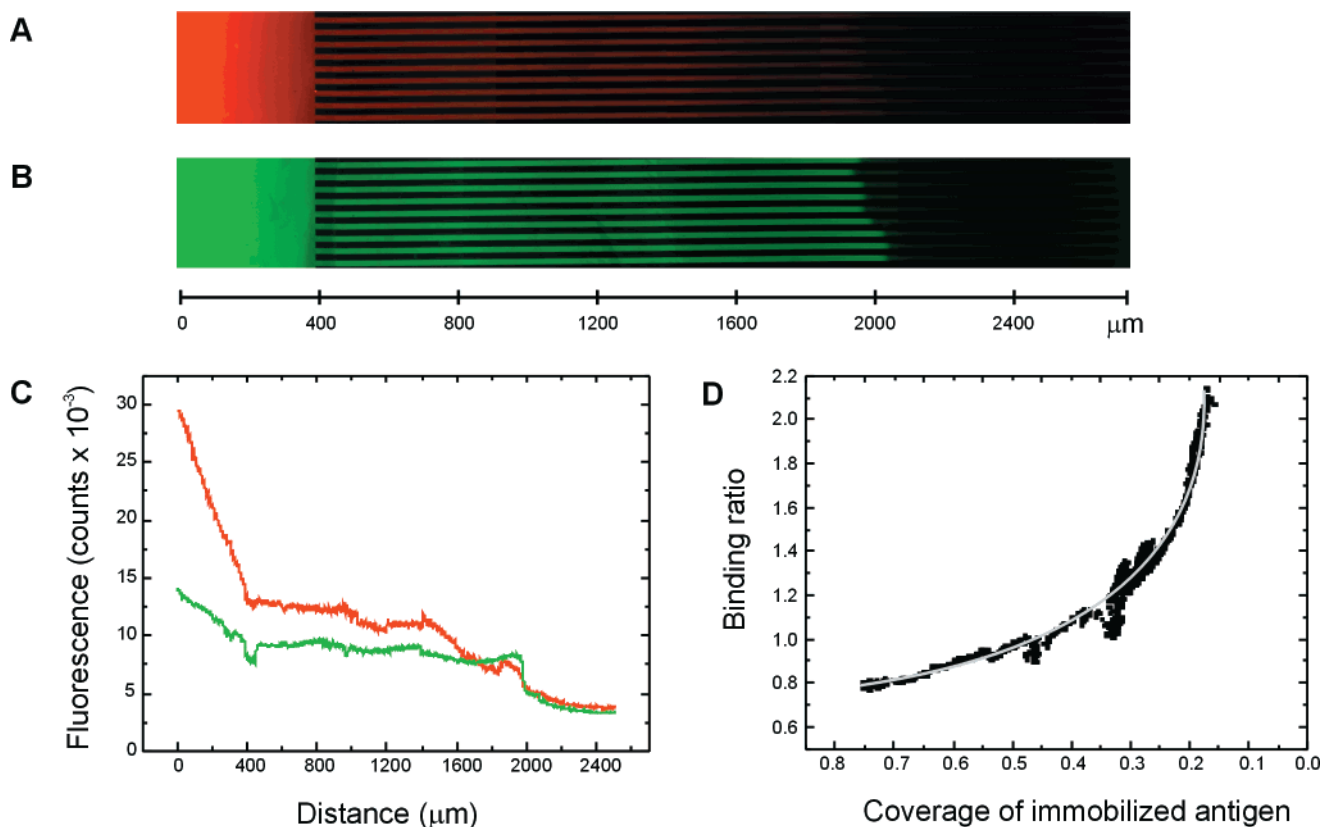 A
B
0 400 800 1200 1600 2000 2400 μm
C
Fluorescence (counts x 10⁻³)
30
25
20
15
10
5
0
0 400 800 1200 1600 2000 2400
Distance (μm)
D
Binding ratio
2.2
2.0
1.8
1.6
1.4
1.2
1.0
0.8
0.6
0.8 0.7 0.6 0.5 0.4 0.3 0.2 0.1 0.0
Coverage of immobilized antigen